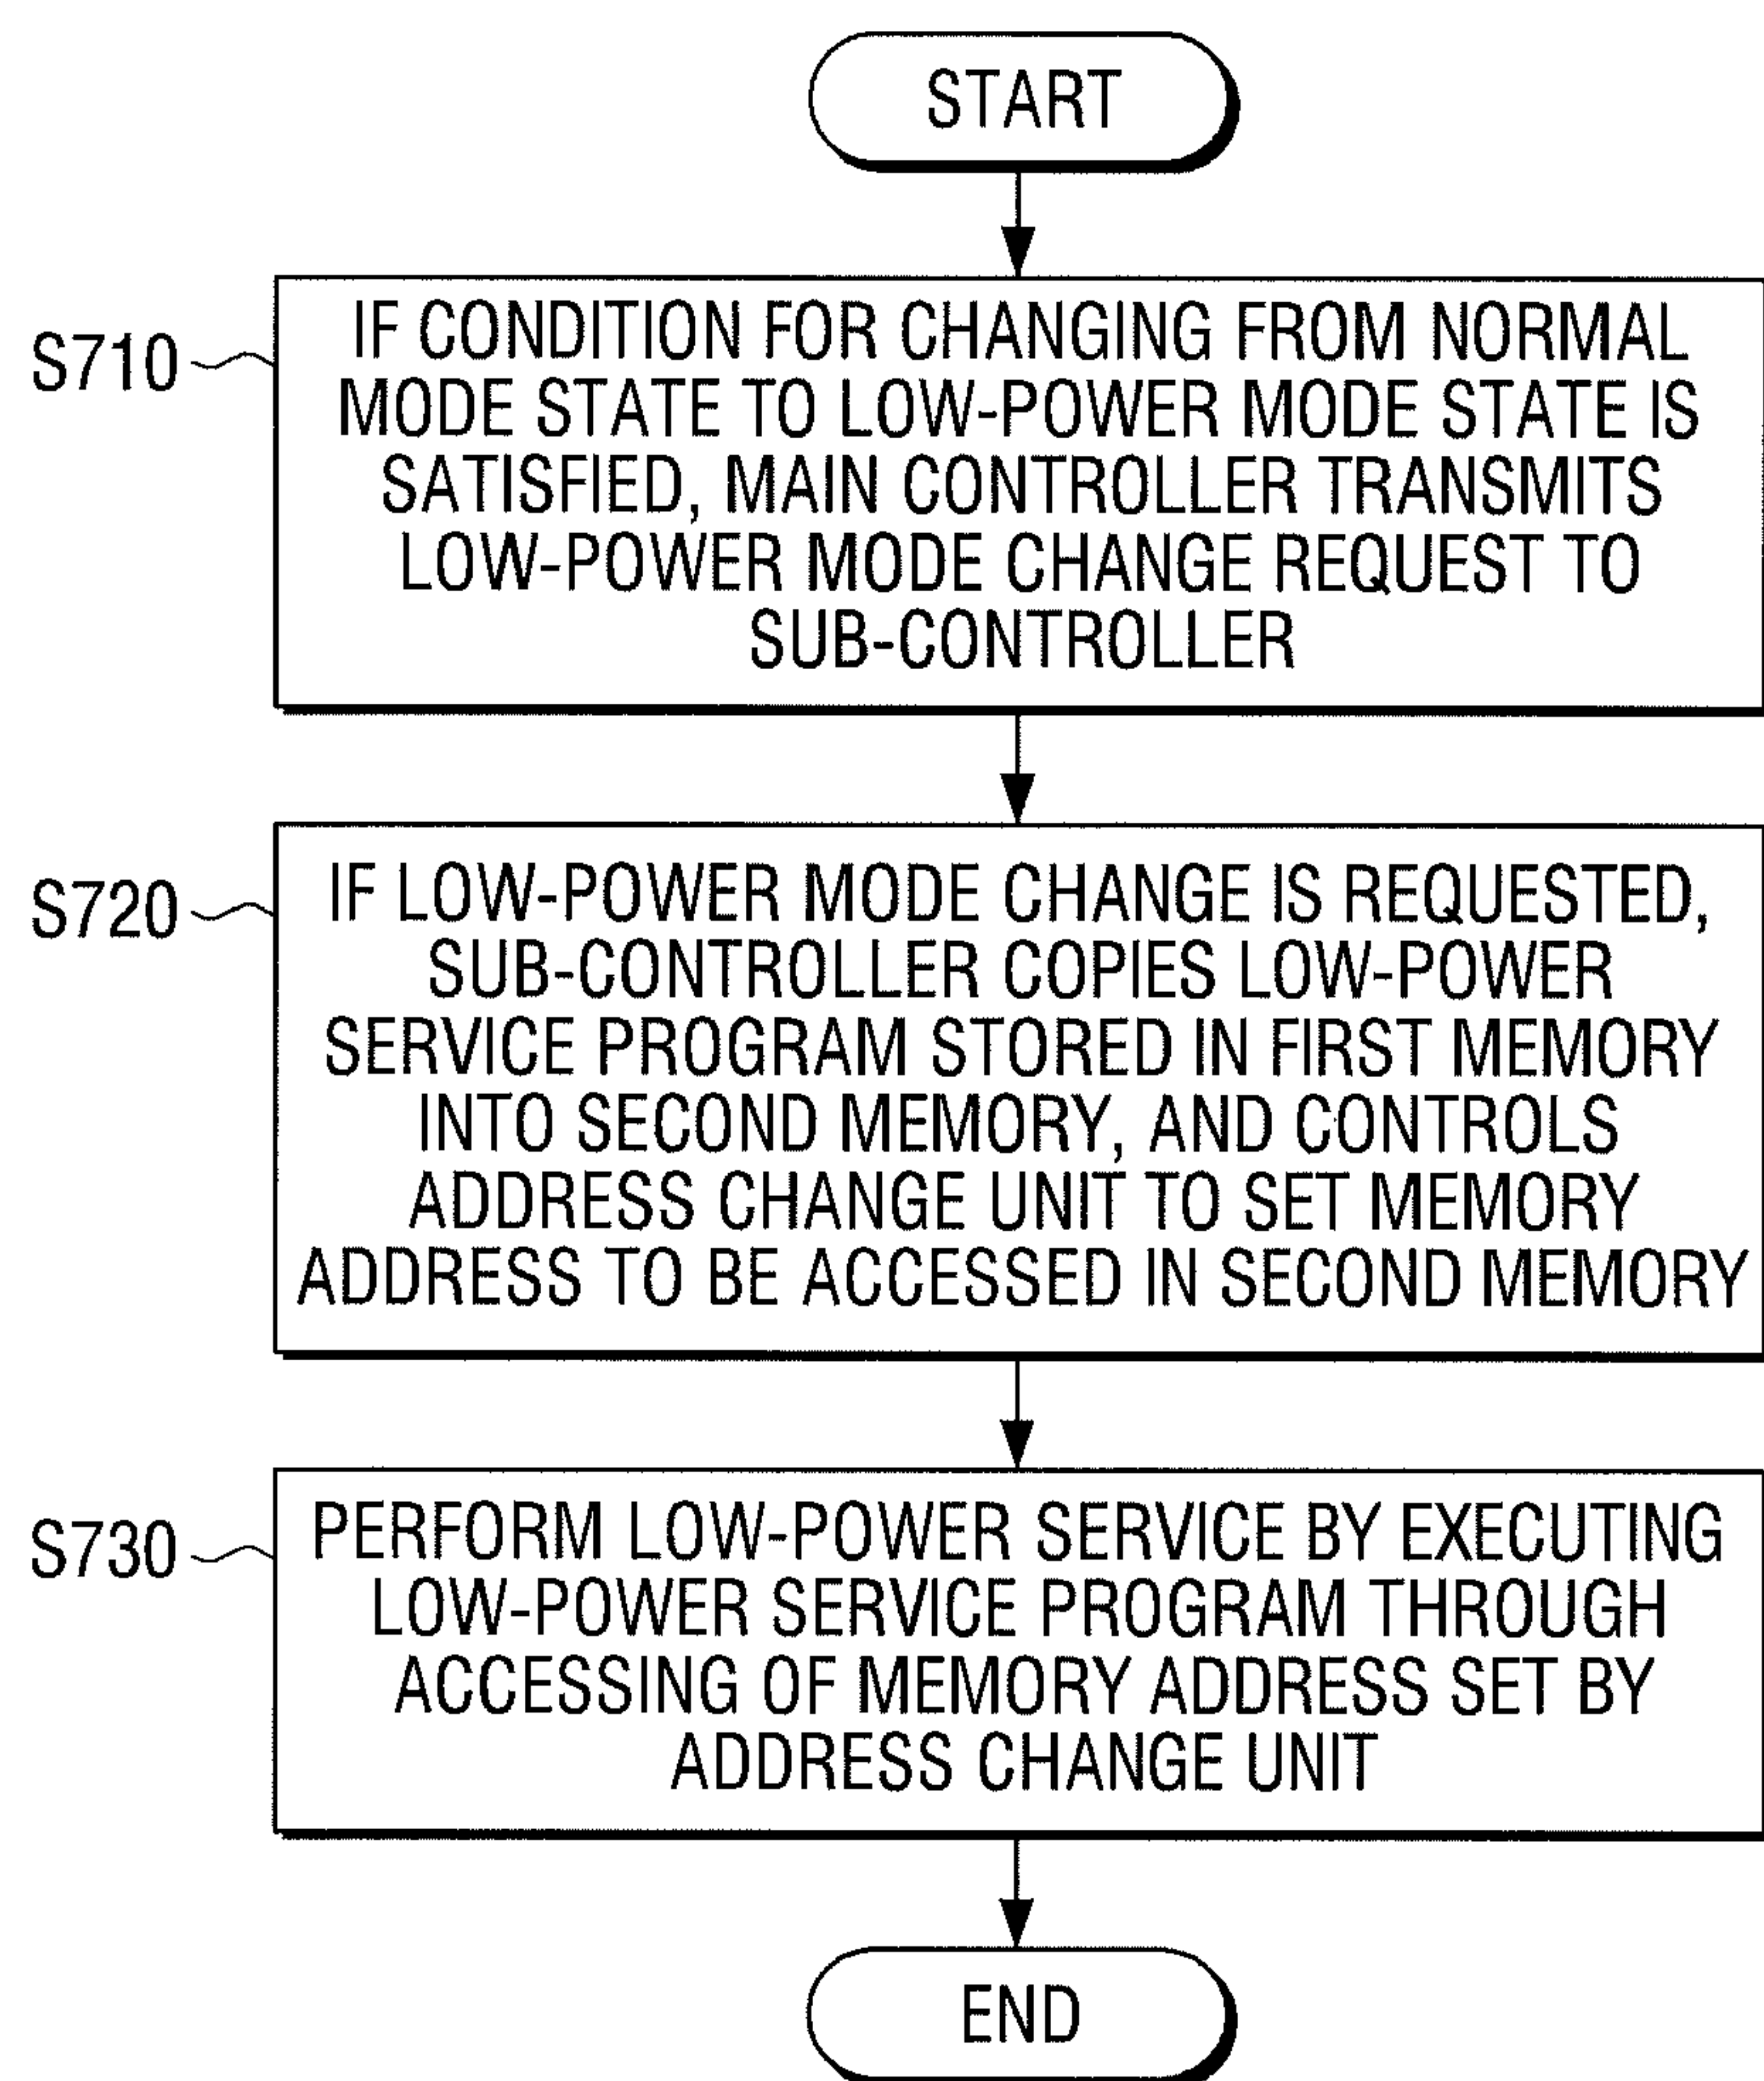 START
S710
IF CONDITION FOR CHANGING FROM NORMAL
MODE STATE TO LOW-POWER MODE STATE IS
SATISFIED, MAIN CONTROLLER TRANSMITS
LOW-POWER MODE CHANGE REQUEST TO
SUB-CONTROLLER
S720
IF LOW-POWER MODE CHANGE IS REQUESTED,
SUB-CONTROLLER COPIES LOW-POWER
SERVICE PROGRAM STORED IN FIRST MEMORY
INTO SECOND MEMORY, AND CONTROLS
ADDRESS CHANGE UNIT TO SET MEMORY
ADDRESS TO BE ACCESSED IN SECOND MEMORY
S730
PERFORM LOW-POWER SERVICE BY EXECUTING
LOW-POWER SERVICE PROGRAM THROUGH
ACCESSING OF MEMORY ADDRESS SET BY
ADDRESS CHANGE UNIT
END